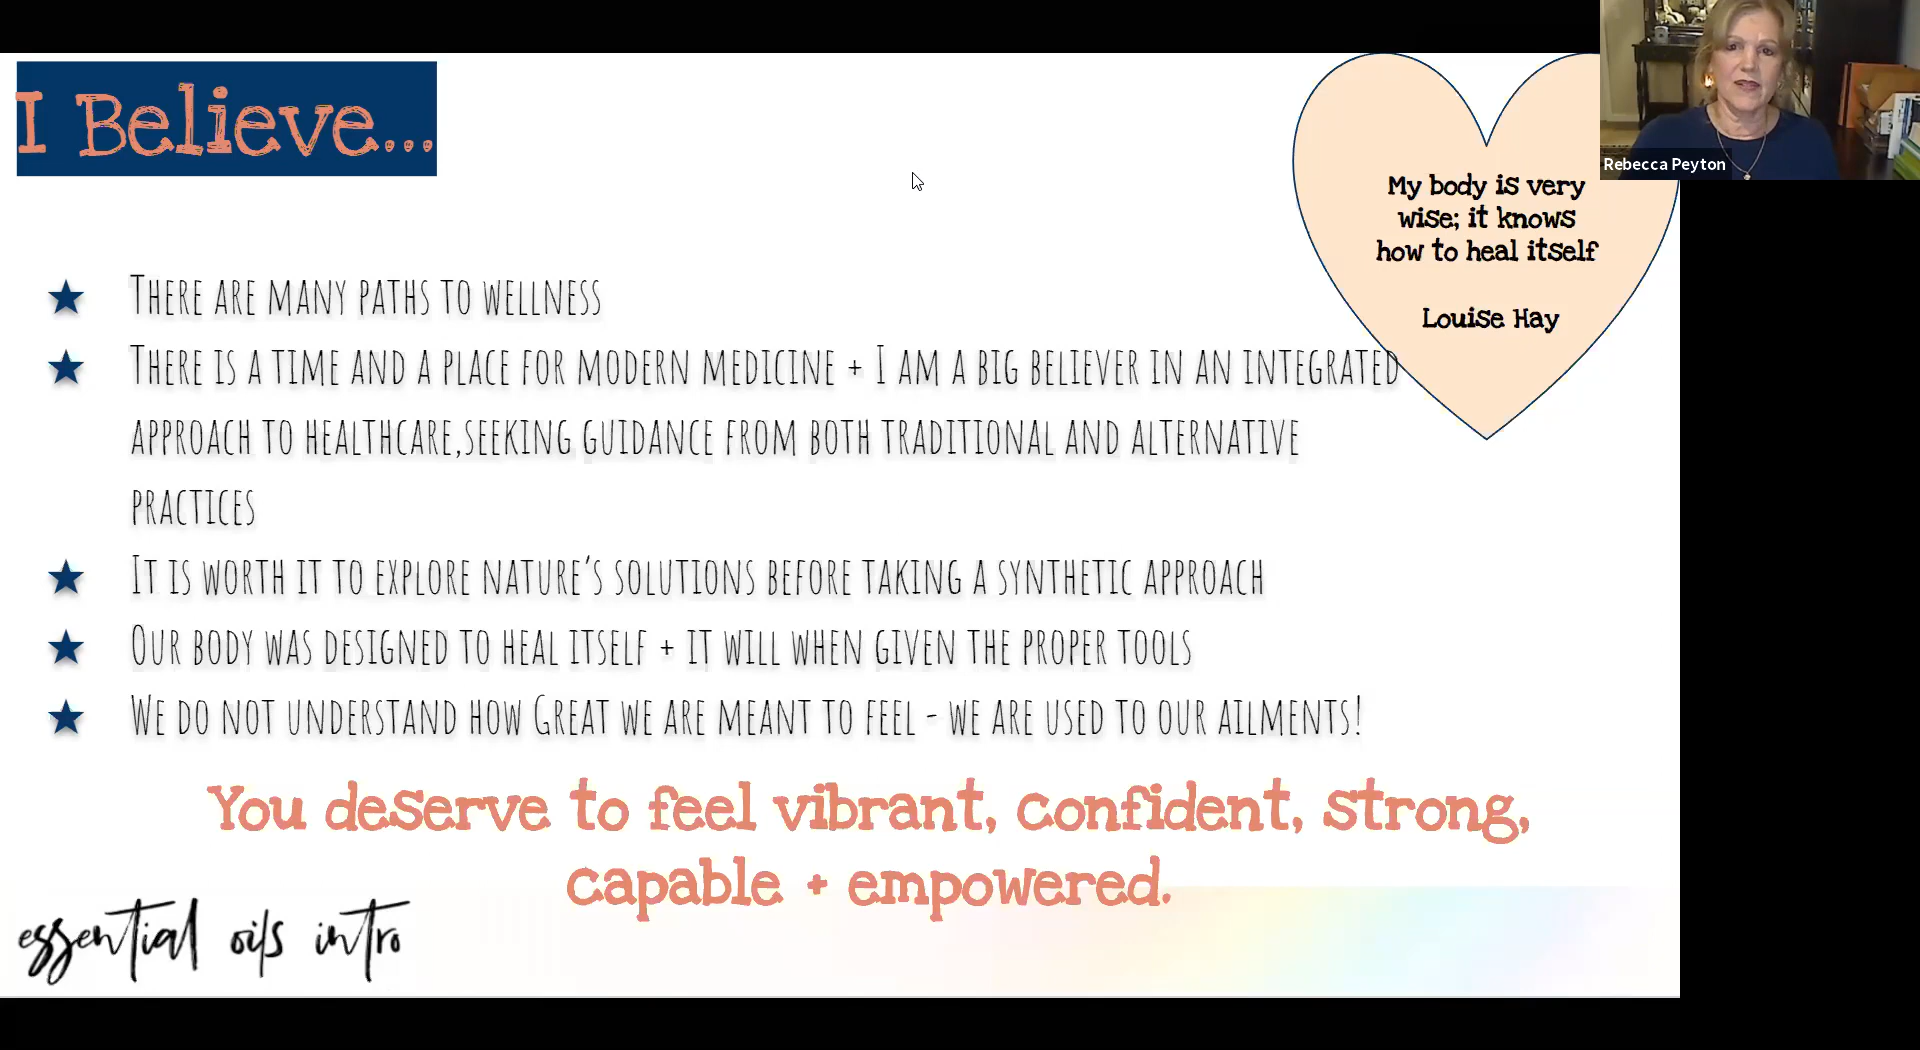 I Believe...
My body is very
wise; it knows
how to heal itself
Louise Hay
Rebecca Peyton
There are many paths to wellness
There is a time and a place for modern medicine + I am a big believer in an integrated
approach to healthcare,seeking guidance from both traditional and alternative
practices
It is worth it to explore nature's solutions before taking a synthetic approach
Our body was designed to heal itself + it will when given the proper tools
We do not understand how Great we are meant to feel - we are used to our ailments!
You deserve to feel vibrant, confident, strong,
capable + empowered.
essential oils intro